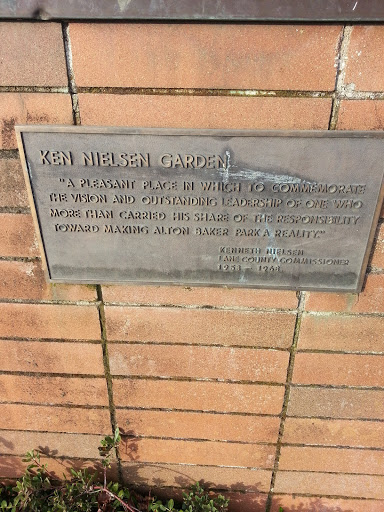 KEN NIELSEN GARDEN
"A PLEASANT PLACE IN WHICH TO COMMEMORATE
THE VISION AND OUTSTANDING LEADERSHIP OF ONE WHO
MORE THAN CARRIED HIS SHARE OF THE RESPONSIBILITY
TOWARD MAKING ALTON BAKER PARK A REALITY."
KENNETH NIELSEN
LANE COUNTY COMMISSIONER